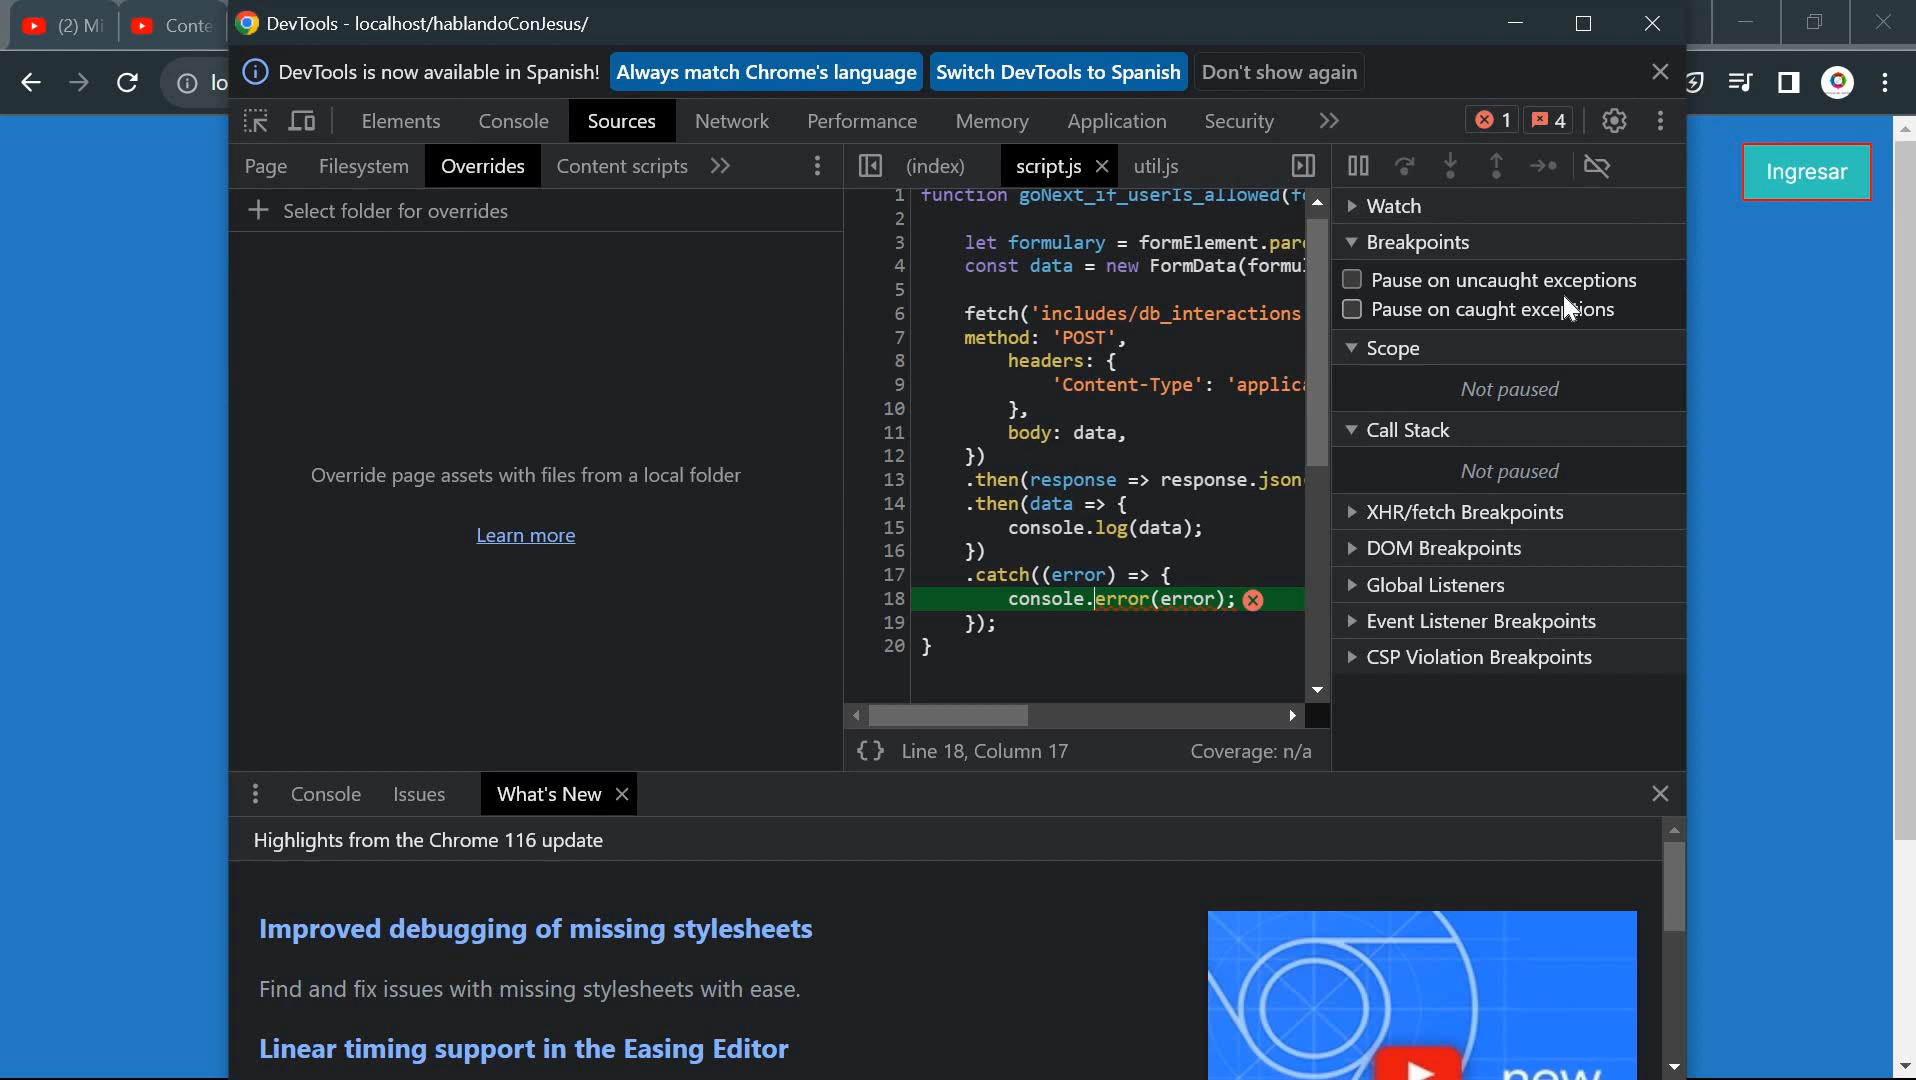 (2) Mi
Conte
DevTools - localhost/hablandoConJesus/
lo
DevTools is now available in Spanish!
Always match Chrome's language
Switch DevTools to Spanish
Don't show again
Elements
Console
Sources
Network
Performance
Memory
Application
Security
1
4
Page
Filesystem
Overrides
Content scripts
(index)
script.js
util.js
Select folder for overrides
Override page assets with files from a local folder
Learn more
1 function goNext_if_userIs_allowed(
2
3 let formulary = formElement.par
4 const data = new FormData(formu
5
6 fetch('includes/db_interactions
7 method: 'POST',
8 headers: {
9 'Content-Type': 'applic
10 },
11 body: data,
12 })
13 .then(response => response.json
14 .then(data => {
15 console.log(data);
16 })
17 .catch((error) => {
18 console.error(error);
19 });
20 }
{ } Line 18, Column 17
Coverage: n/a
Watch
Breakpoints
Pause on uncaught exceptions
Pause on caught exceptions
Scope
Not paused
Call Stack
Not paused
XHR/fetch Breakpoints
DOM Breakpoints
Global Listeners
Event Listener Breakpoints
CSP Violation Breakpoints
Ingresar
Console
Issues
What's New
Highlights from the Chrome 116 update
Improved debugging of missing stylesheets
Find and fix issues with missing stylesheets with ease.
Linear timing support in the Easing Editor
new